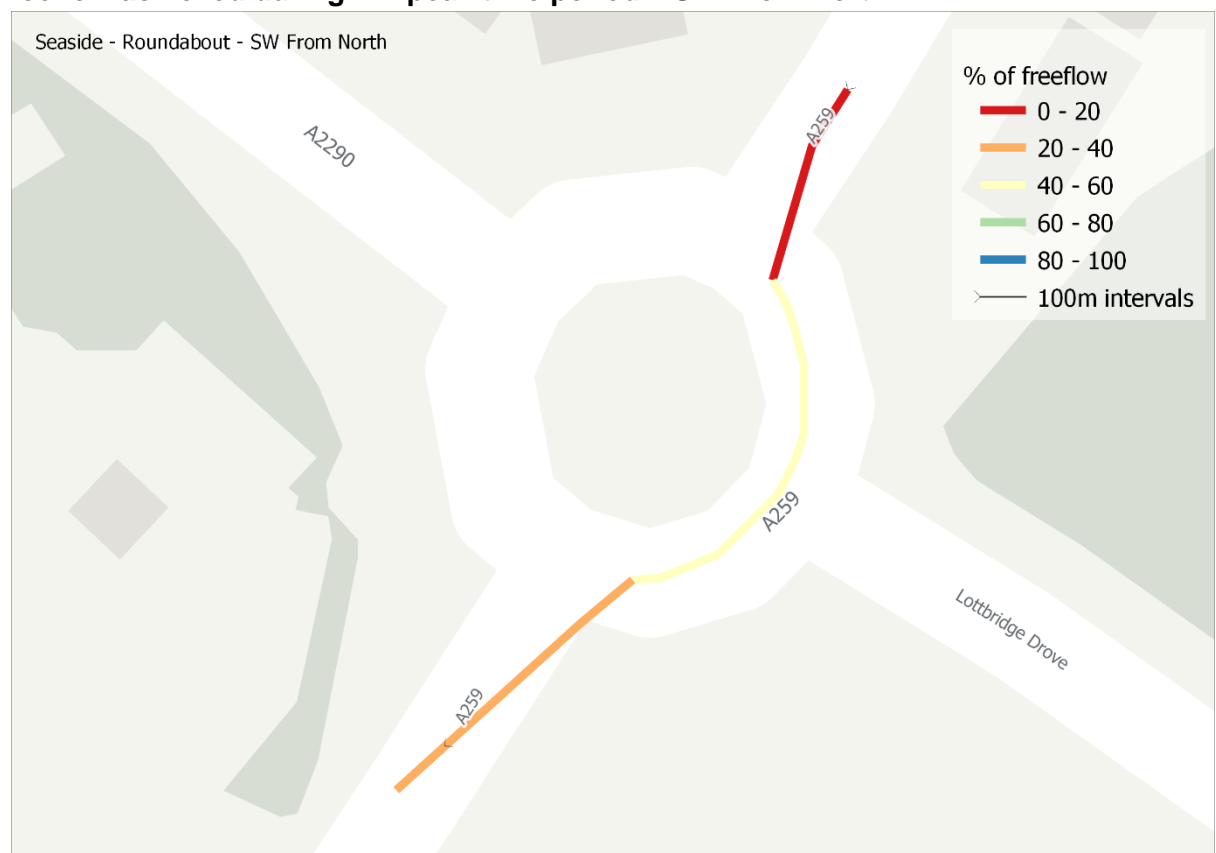 Seaside - Roundabout - SW From North
% of freeflow
0 - 20
20 - 40
40 - 60
60 - 80
80 - 100
100m intervals
A2290
A259
A259
Lottbridge Drove
A259